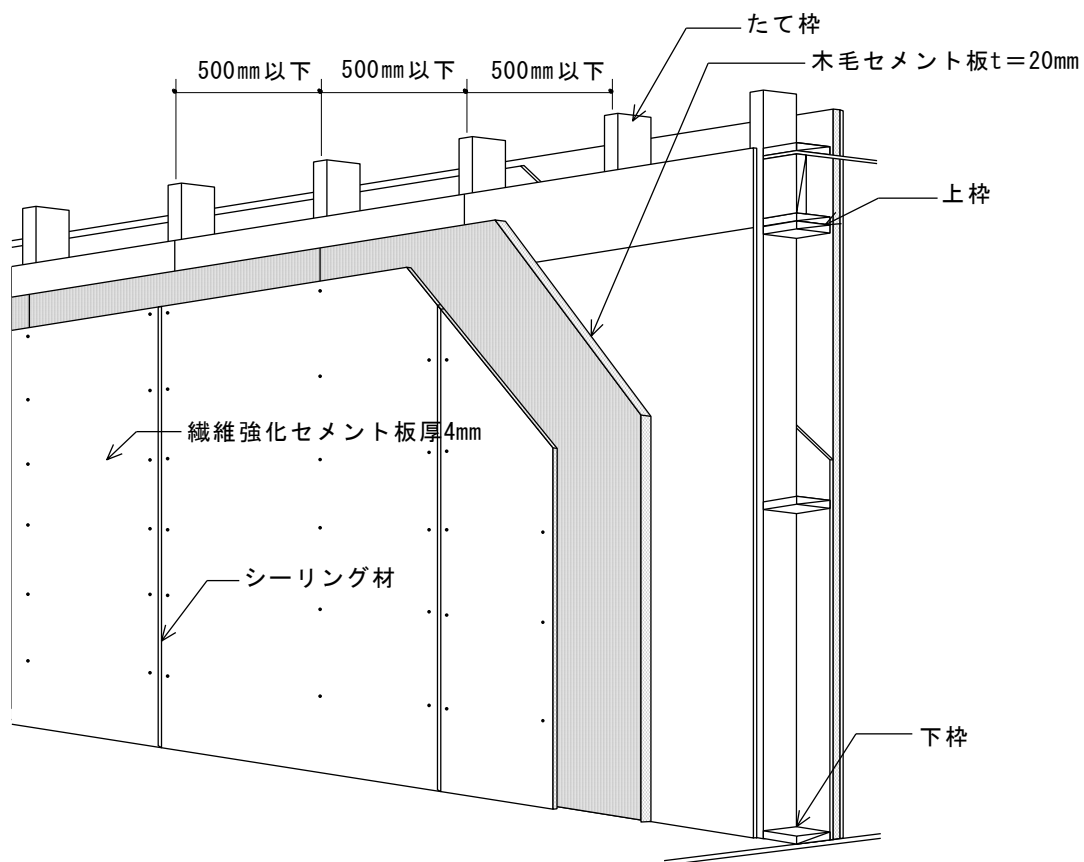 たて枠
木毛セメント板t＝20mm
500mm以下
500mm以下
500mm以下
上枠
繊維強化セメント板厚4mm
シーリング材
下枠